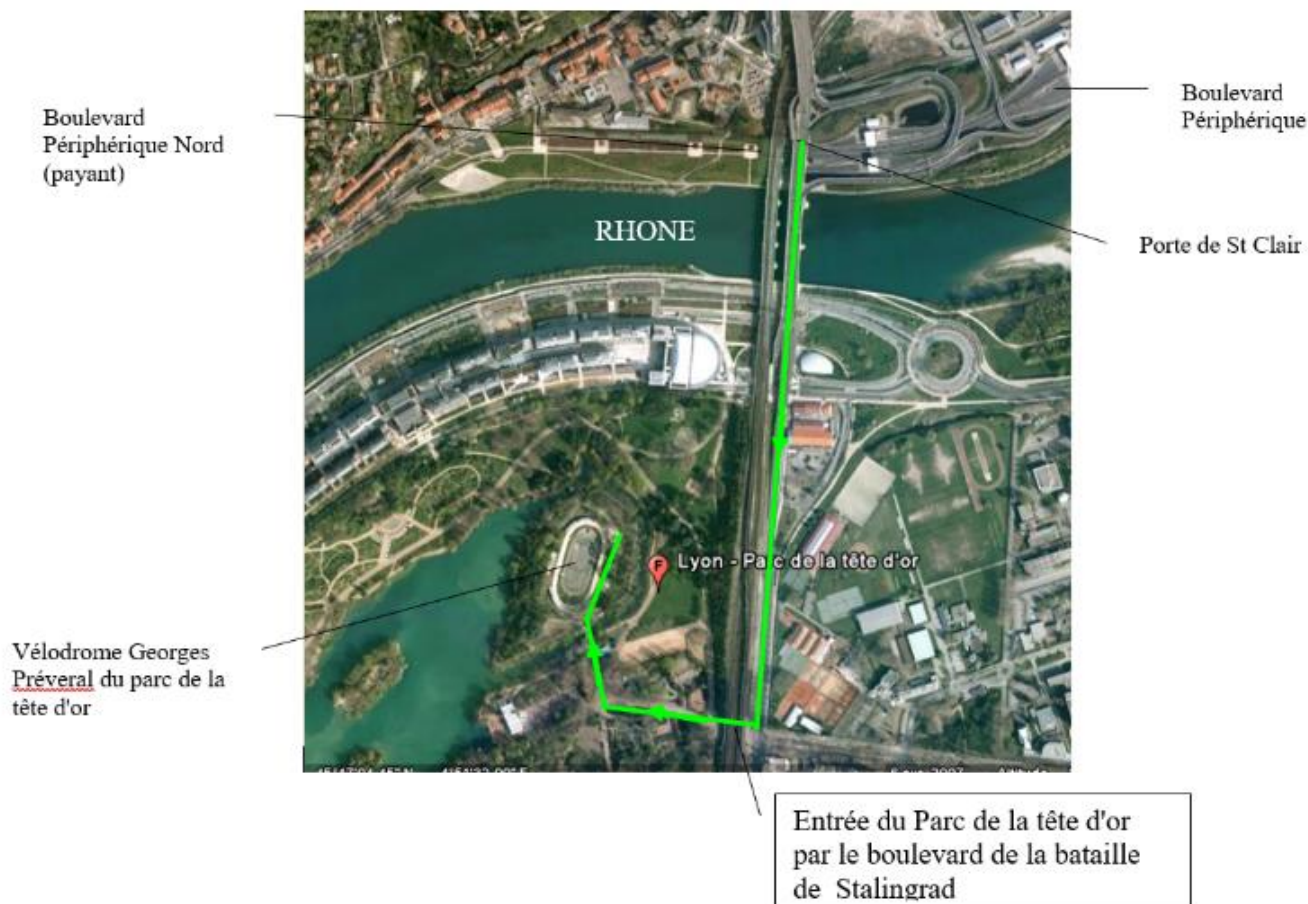 Boulevard
Périphérique Nord
(payant)
Boulevard
Périphérique
RHONE
Porte de St Clair
F
Lyon - Parc de la tête d'or
Vélodrome Georges
Préveral du parc de la
tête d'or
Entrée du Parc de la tête d'or
par le boulevard de la bataille
de Stalingrad